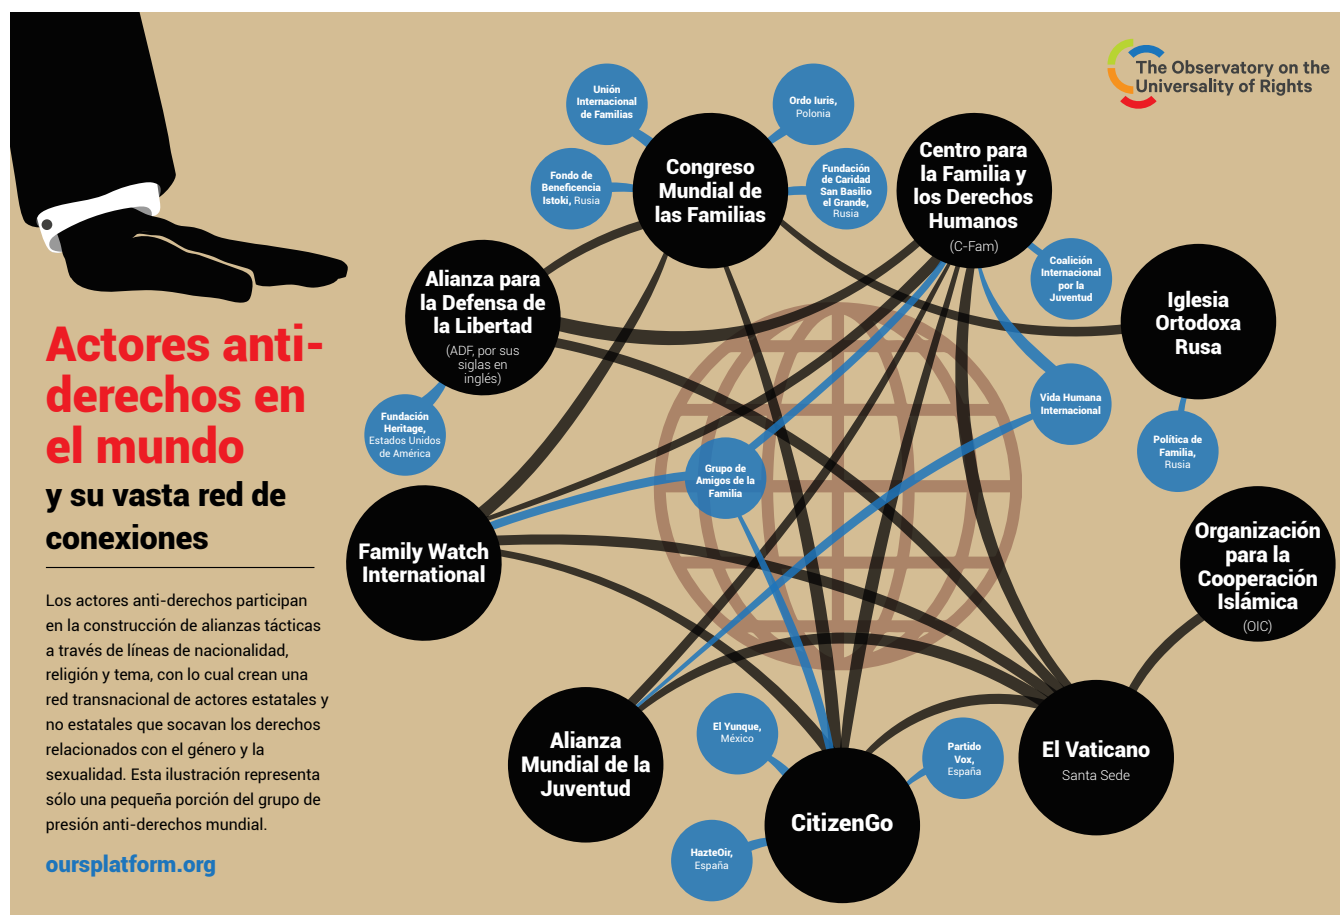 The Observatory on the
Universality of Rights
Actores anti-
derechos en
el mundo
y su vasta red de
conexiones
Los actores anti-derechos participan
en la construcción de alianzas tácticas
a través de líneas de nacionalidad,
religión y tema, con lo cual crean una
red transnacional de actores estatales y
no estatales que socavan los derechos
relacionados con el género y la
sexualidad. Esta ilustración representa
sólo una pequeña porción del grupo de
presión anti-derechos mundial.
oursplatform.org
Unión
Internacional
de Familias
Ordo Iuris,
Polonia
Fondo de
Beneficencia
Istoki, Rusia
Congreso
Mundial de
las Familias
Fundación
de Caridad
San Basilio
el Grande,
Rusia
Centro para
la Familia y
los Derechos
Humanos
(C-Fam)
Coalición
Internacional
por la
Juventud
Alianza para
la Defensa de
la Libertad
(ADF, por sus
siglas en
inglés)
Iglesia
Ortodoxa
Rusa
Fundación
Heritage,
Estados Unidos
de América
Vida Humana
Internacional
Política de
Familia,
Rusia
Grupo de
Amigos de la
Familia
Family Watch
International
Organización
para la
Cooperación
Islámica
(OIC)
Alianza
Mundial de la
Juventud
El Yunque,
México
Partido
Vox,
España
El Vaticano
Santa Sede
CitizenGo
HazteOir,
España